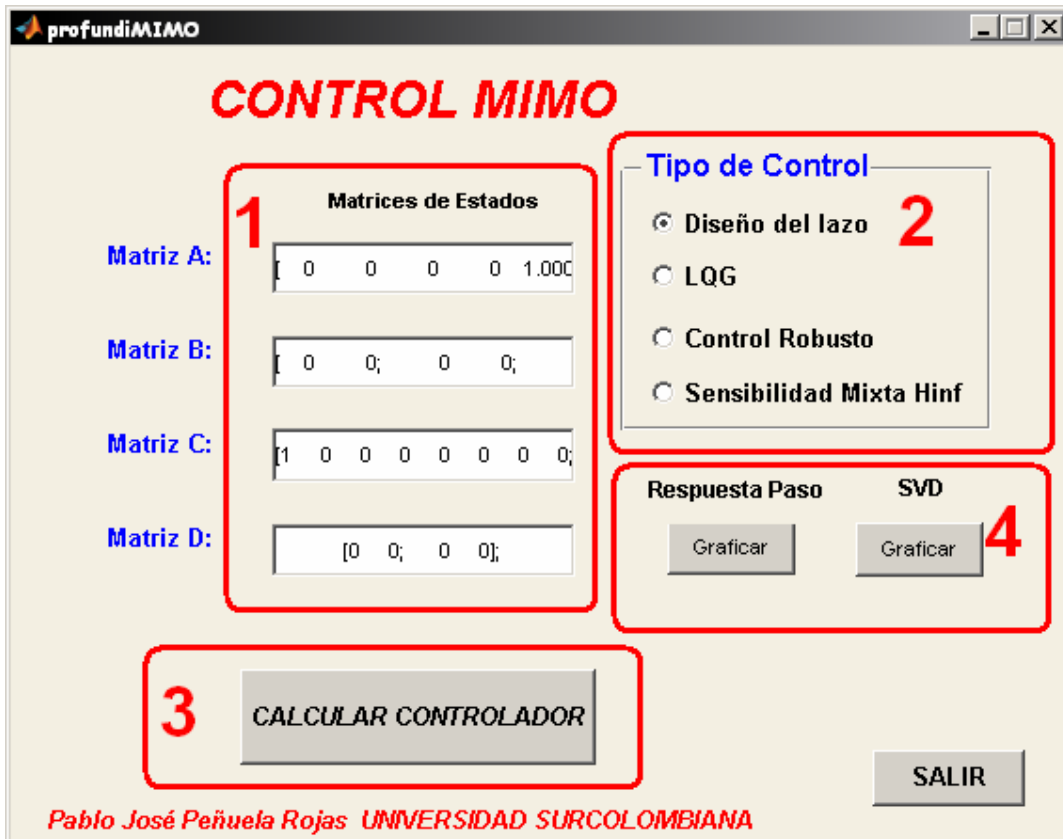 profundiMIMO
CONTROL MIMO
1
Matrices de Estados
Matriz A:
[ 0 0 0 0 1.000
Matriz B:
[ 0 0; 0 0;
Matriz C:
[1 0 0 0 0 0 0 0;
Matriz D:
[0 0; 0 0];
Tipo de Control
2
Diseño del lazo
LQG
Control Robusto
Sensibilidad Mixta Hinf
Respuesta Paso SVD
Graficar Graficar
4
3
CALCULAR CONTROLADOR
SALIR
Pablo José Peñuela Rojas UNIVERSIDAD SURCOLOMBIANA